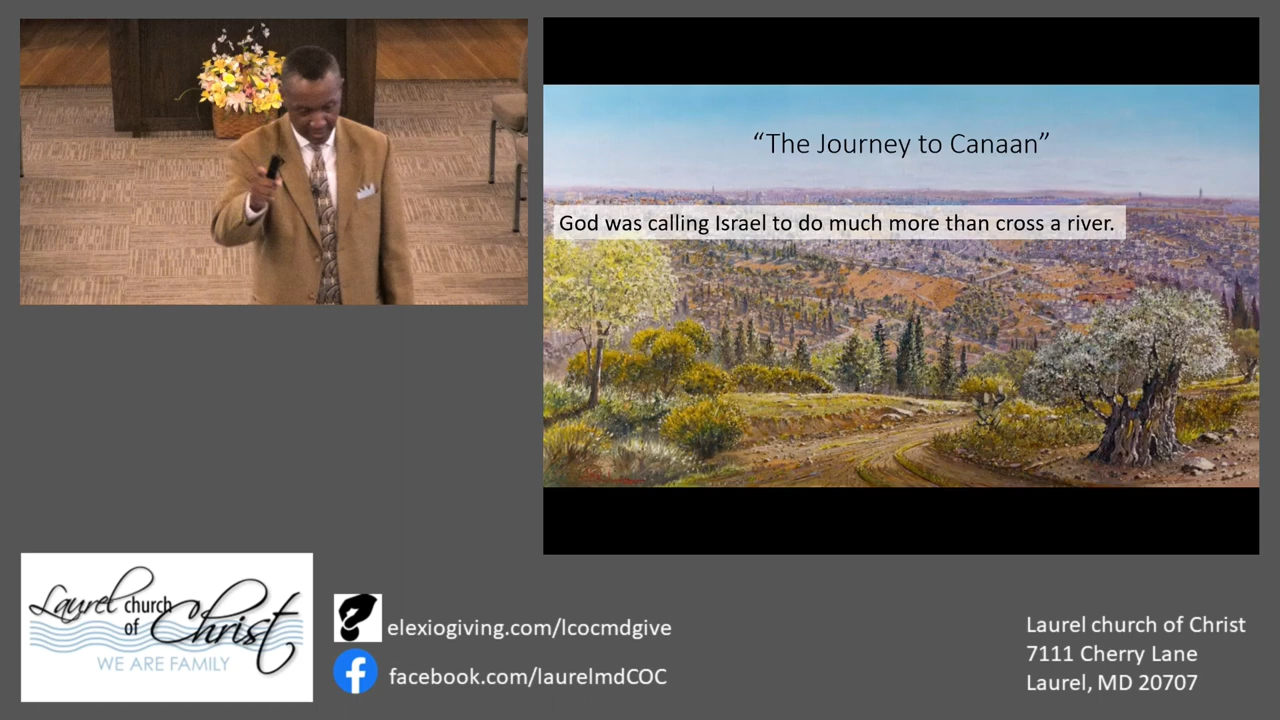 “The Journey to Canaan”
God was calling Israel to do much more than cross a river.
Laurel church
of Christ
WE ARE FAMILY
elexiogiving.com/lcocmdgive
facebook.com/laurelmdCOC
Laurel church of Christ
7111 Cherry Lane
Laurel, MD 20707